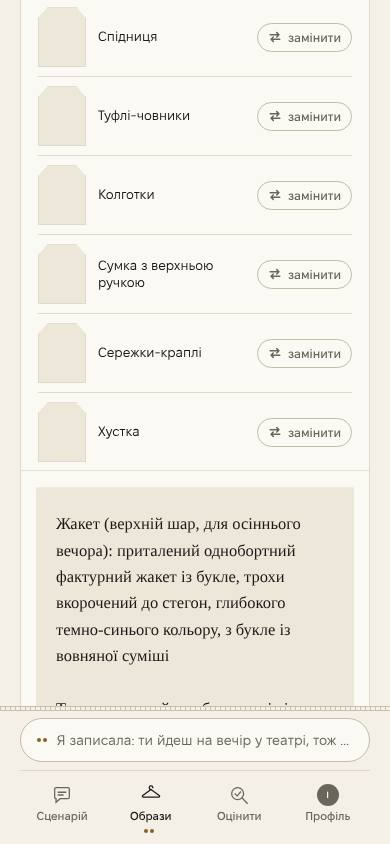 Спідниця
замінити
Туфлі-човники
замінити
Колготки
замінити
Сумка з верхньою
ручкою
замінити
Сережки-краплі
замінити
Хустка
замінити
Жакет (верхній шар, для осіннього
вечора): приталений однобортний
фактурний жакет із букле, трохи
вкорочений до стегон, глибокого
темно-синього кольору, з букле із
вовняної суміші
Я записала: ти йдеш на вечір у театрі, тож ...
Сценарій
Образи
Оцінити
І
Профіль